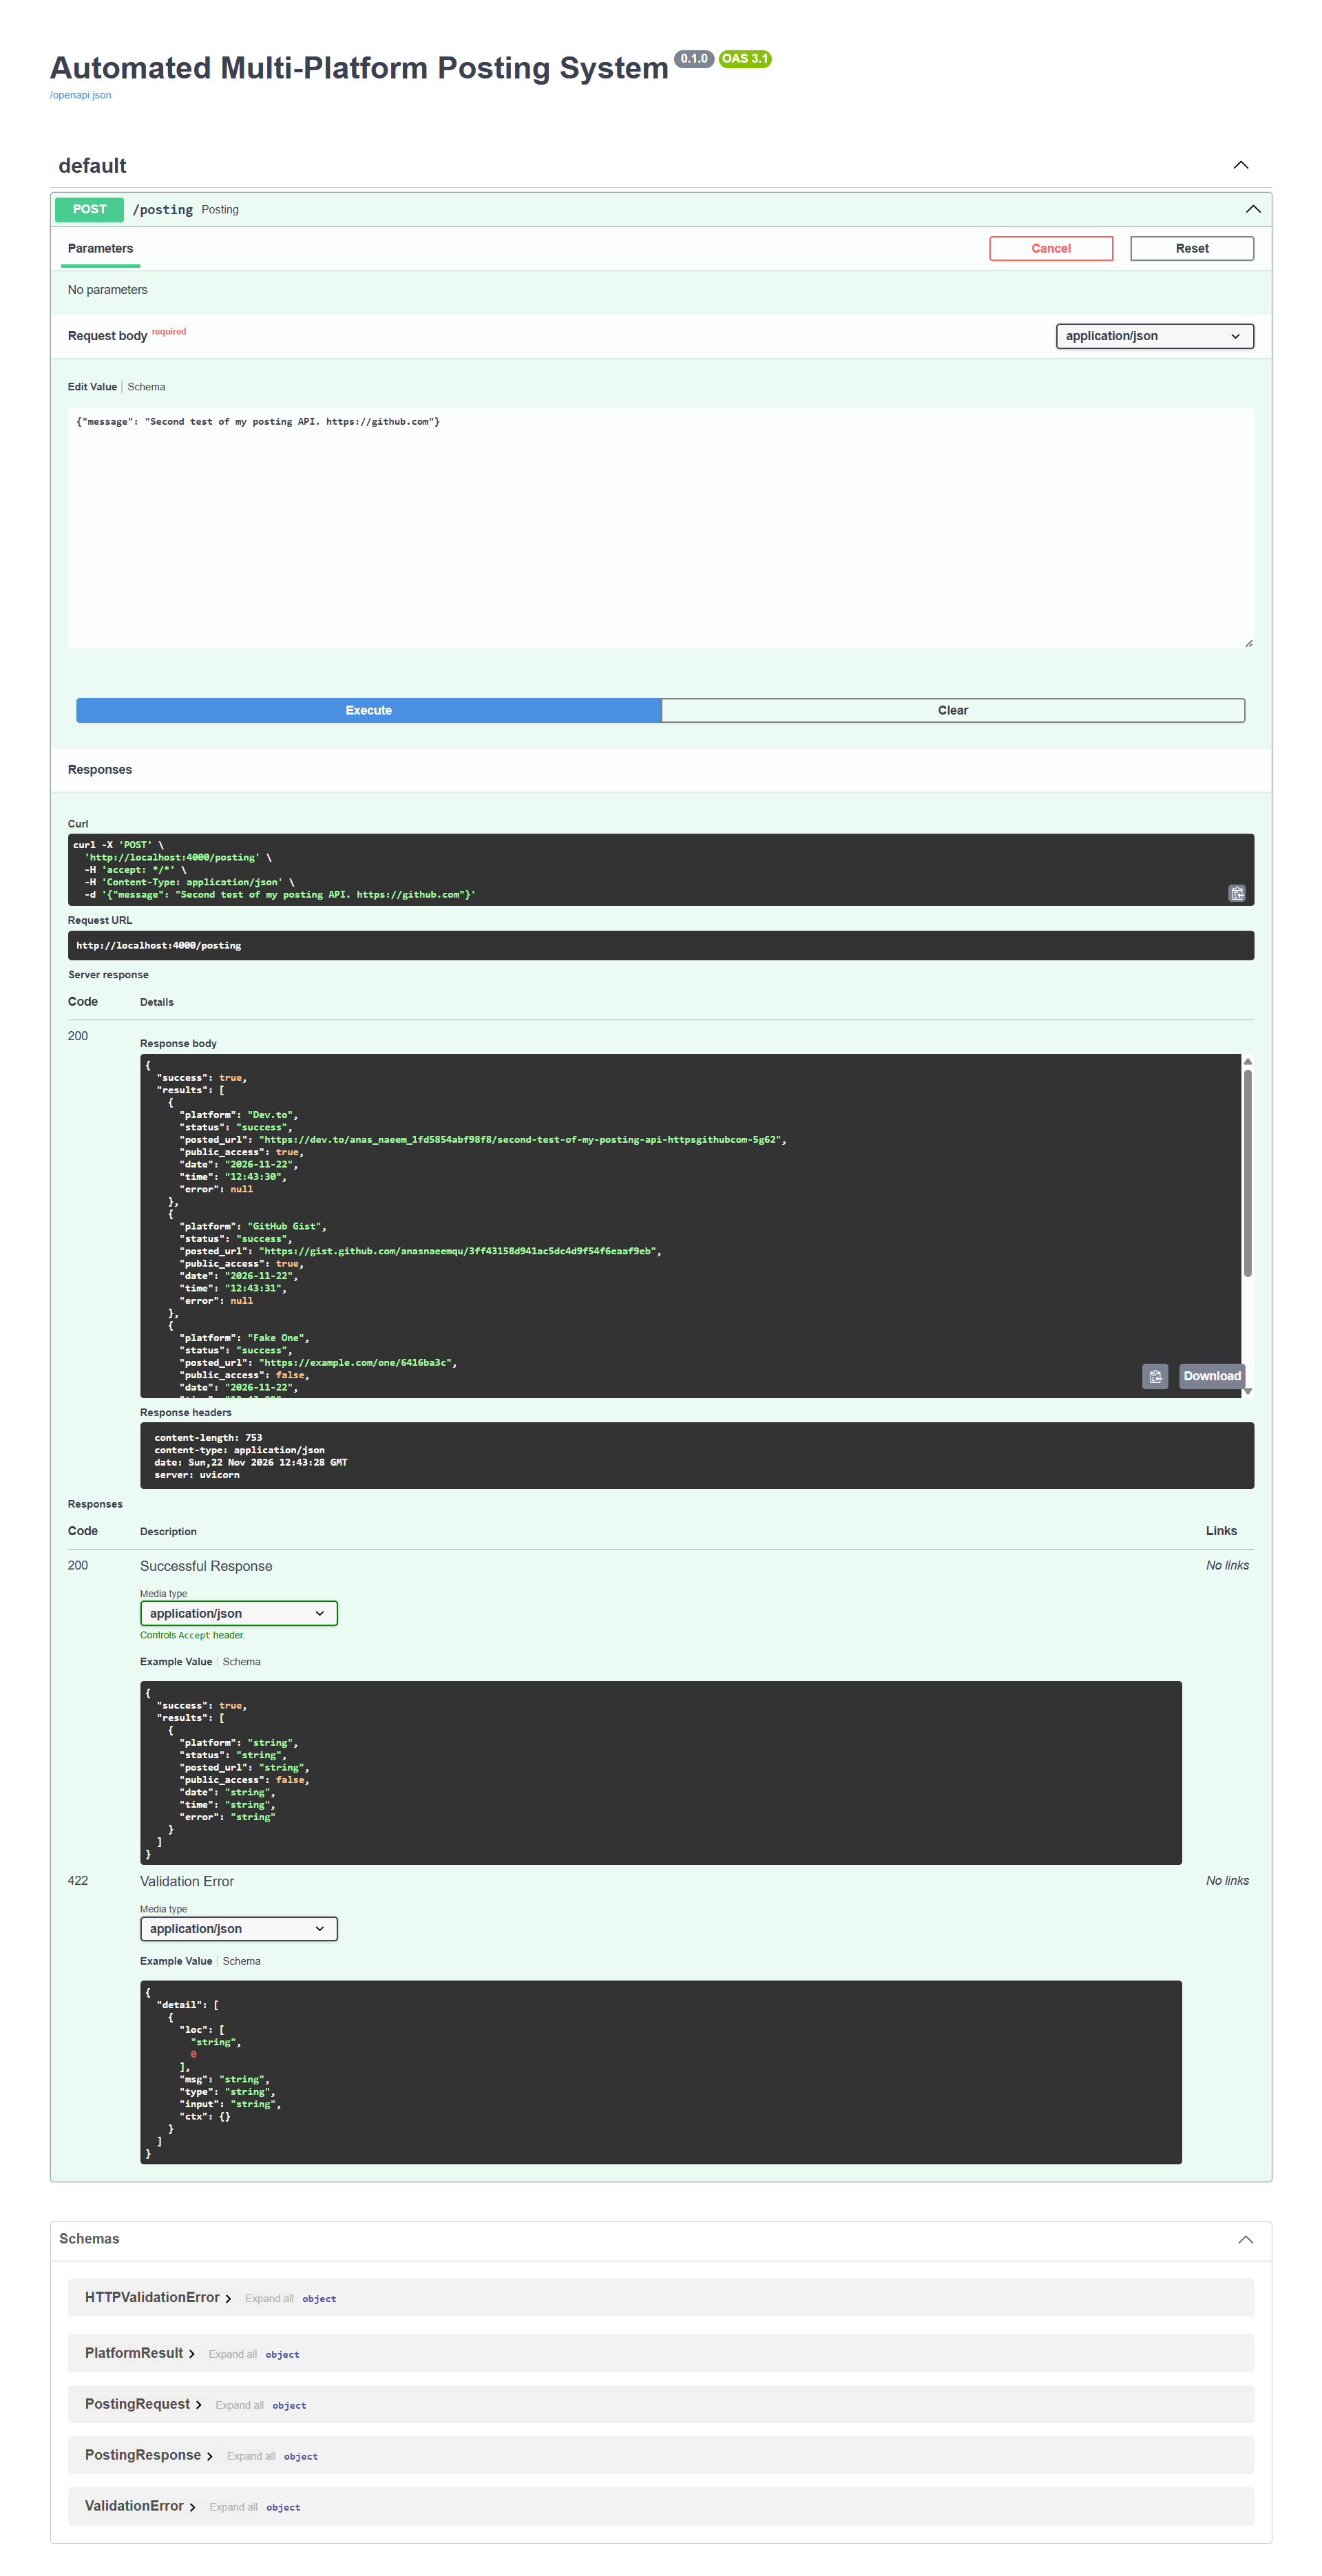 Automated Multi-Platform Posting System 0.1.0 OAS 3.1
/openapi.json
default
POST /posting Posting
Parameters Cancel Reset
No parameters
Request body required application/json
Edit Value | Schema
{"message": "Second test of my posting API. https://github.com"}
Execute Clear
Responses
Curl
curl -X 'POST' \
  'http://localhost:4000/posting' \
  -H 'accept: */*' \
  -H 'Content-Type: application/json' \
  -d '{"message": "Second test of my posting API. https://github.com"}'
Request URL
http://localhost:4000/posting
Server response
Code Details
200
Response body
{
  "success": true,
  "results": [
    {
      "platform": "Dev.to",
      "status": "success",
      "posted_url": "https://dev.to/anas_naeem_1fd5854abf98f8/second-test-of-my-posting-api-httpsgithubcom-5g62",
      "public_access": true,
      "date": "2026-11-22",
      "time": "12:43:30",
      "error": null
    },
    {
      "platform": "GitHub Gist",
      "status": "success",
      "posted_url": "https://gist.github.com/anasnaeemqu/3ff43158d941ac5dc4d9f54f6eaaf9eb",
      "public_access": true,
      "date": "2026-11-22",
      "time": "12:43:31",
      "error": null
    },
    {
      "platform": "Fake One",
      "status": "success",
      "posted_url": "https://example.com/one/6416ba3c",
      "public_access": false,
      "date": "2026-11-22",
Download
Response headers
content-length: 753
content-type: application/json
date: Sun,22 Nov 2026 12:43:28 GMT
server: uvicorn
Responses
Code Description Links
200 Successful Response No links
Media type
application/json
Controls Accept header.
Example Value | Schema
{
  "success": true,
  "results": [
    {
      "platform": "string",
      "status": "string",
      "posted_url": "string",
      "public_access": false,
      "date": "string",
      "time": "string",
      "error": "string"
    }
  ]
}
422 Validation Error No links
Media type
application/json
Example Value | Schema
{
  "detail": [
    {
      "loc": [
        "string",
        0
      ],
      "msg": "string",
      "type": "string",
      "input": "string",
      "ctx": {}
    }
  ]
}
Schemas
HTTPValidationError Expand all object
PlatformResult Expand all object
PostingRequest Expand all object
PostingResponse Expand all object
ValidationError Expand all object